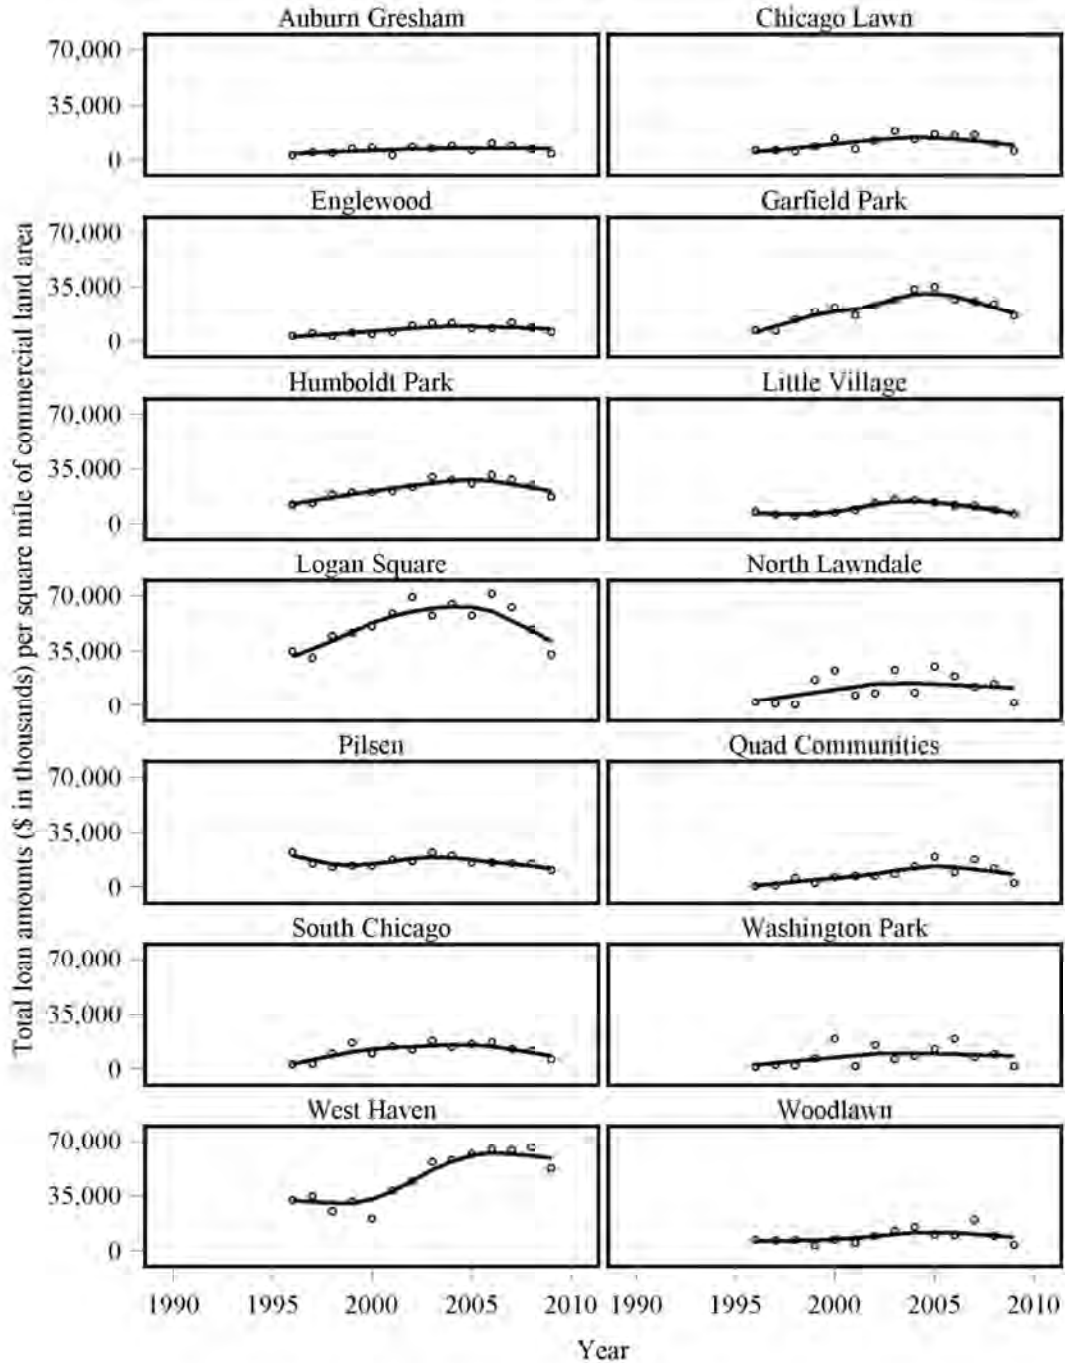 Auburn Gresham
Chicago Lawn
70,000
35,000
0
Englewood
Garfield Park
70,000
35,000
0
Humboldt Park
Little Village
70,000
35,000
0
Logan Square
North Lawndale
70,000
35,000
0
Pilsen
Quad Communities
70,000
35,000
0
South Chicago
Washington Park
70,000
35,000
0
West Haven
Woodlawn
70,000
35,000
0
Total loan amounts ($ in thousands) per square mile of commercial land area
1990 1995 2000 2005 2010 1990 1995 2000 2005 2010
Year